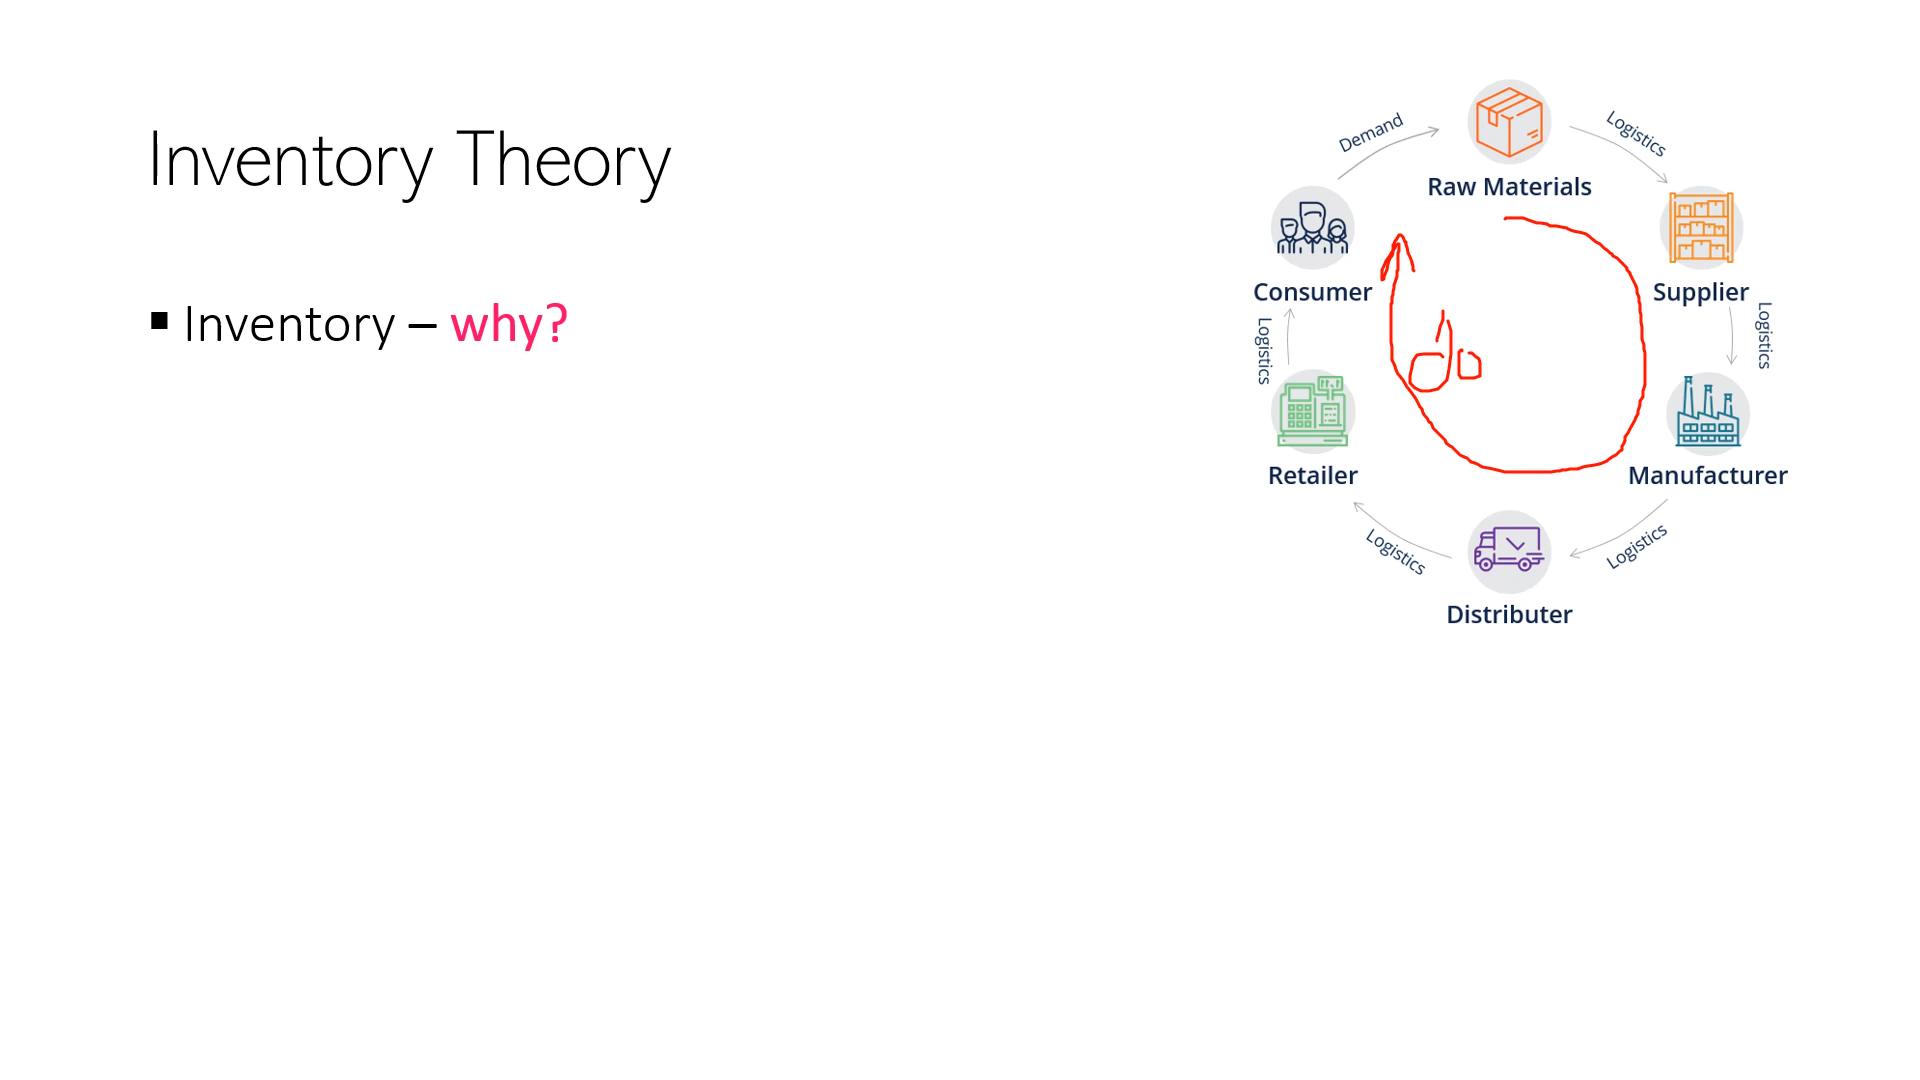 Inventory Theory
▪ Inventory – why?
Demand
Logistics
Raw Materials
Consumer
Supplier
Logistics
Logistics
Retailer
Manufacturer
Logistics
Logistics
Distributer